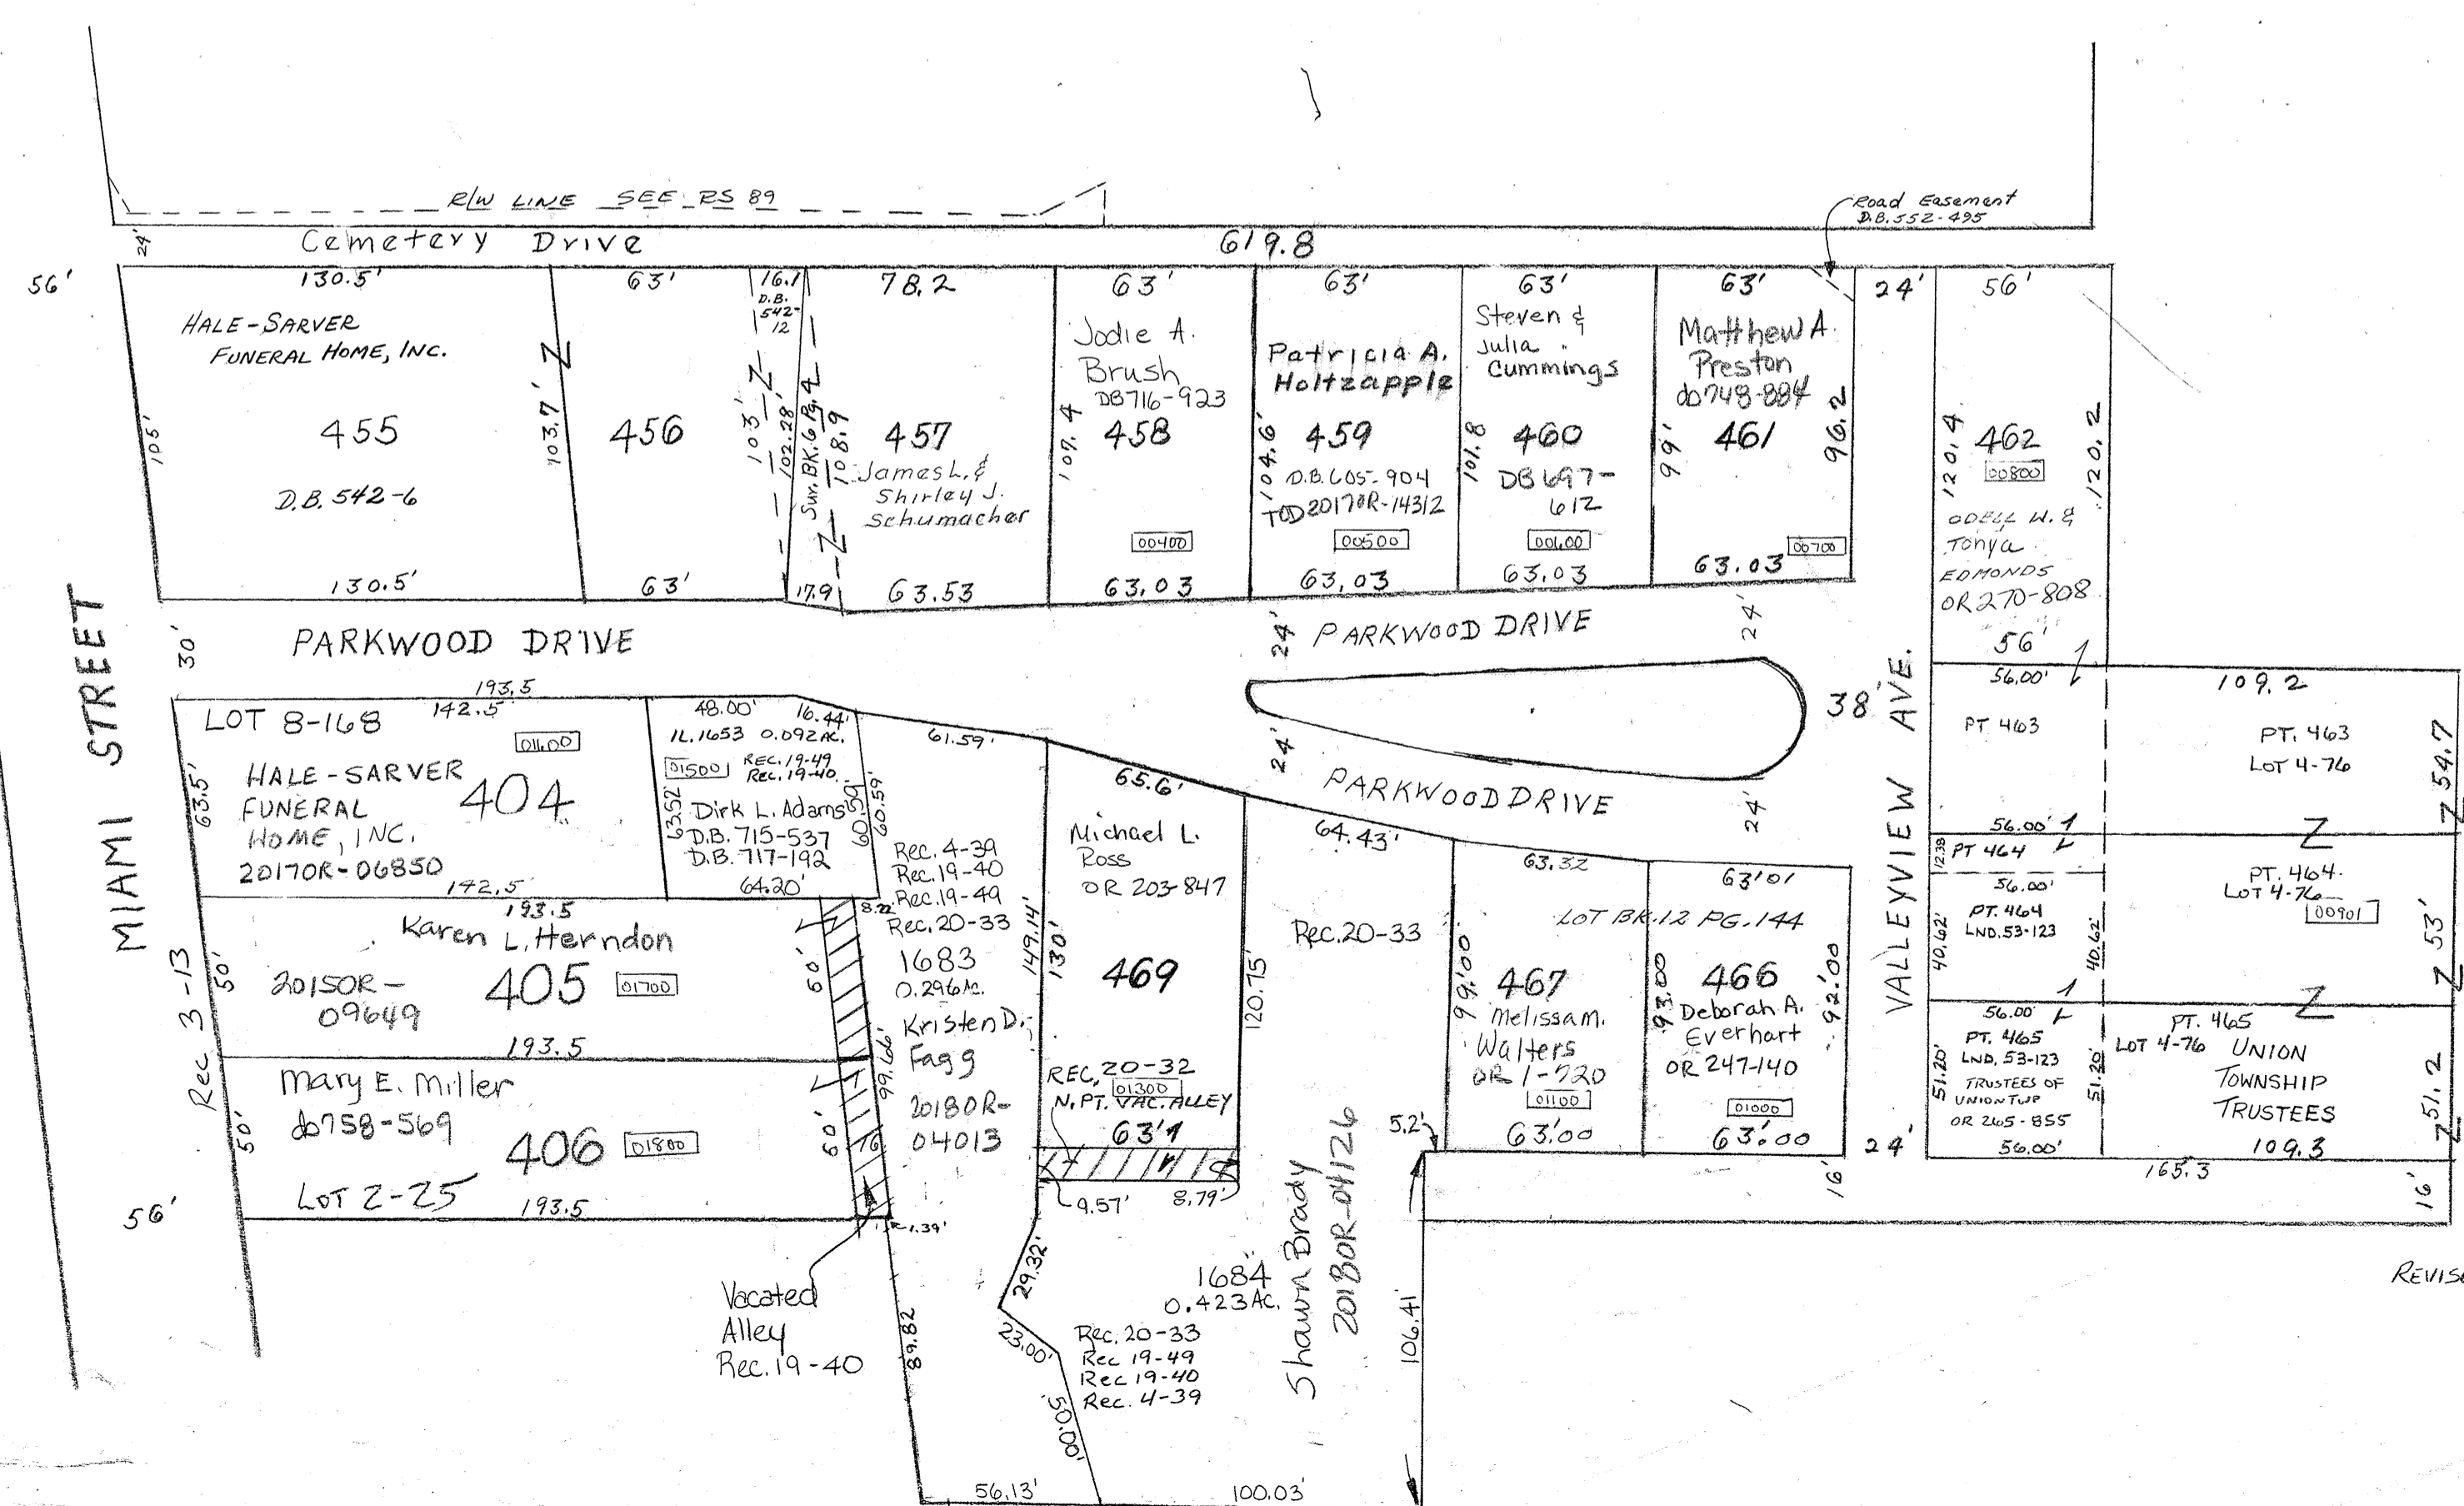 R/W LINE SEE RS 89
Road Easement
D.B. 552-495
24'
Cemetery Drive
619.8
56'
130.5'
63'
16.1
78.2
63'
63'
63'
63'
24'
56'
HALE-SARVER
FUNERAL HOME, INC.
105'
455
D.B. 542-6
130.5'
103.7'
Z
456
63'
D.B.
542-
12
103'
Z
102.28'
Sur. BK. 6 Pg. 4
Z
108.9
17.9
457
James L. &
Shirley J.
Schumacher
63.53
Jodie A.
Brush
DB716-923
107.4
458
00400
63.03
Patricia A.
Holtzapple
104.6'
459
D.B. 605-904
TOD 2017OR-14312
00500
63.03
Steven &
Julia
Cummings
101.8
460
DB 697-
612
00600
63.03
Matthew A.
Preston
db748-884
99'
461
96.2
00700
63.03
120.4
462
120.2
00800
ODELL W. &
Tonya
EDMONDS
OR 270-808
56'
MIAMI STREET
30'
PARKWOOD DRIVE
24'
PARKWOOD DRIVE
24'
38'
VALLEYVIEW AVE.
24'
PARKWOOD DRIVE
24'
193.5
LOT 8-168
142.5'
01600
63.5'
HALE-SARVER
FUNERAL
HOME, INC.
2017OR-06850
404
142.5'
48.00'
16.44'
IL.1653 0.092 AC.
01500
REC. 19-49
REC. 19-40
63.52'
Dirk L. Adams
D.B. 715-537
D.B. 717-192
60.59
60.59'
64.20'
61.59'
Rec. 4-39
Rec. 19-40
Rec. 19-49
Rec. 20-33
8.22
1683
0.296 Ac.
Kristen D.
Fagg
2018OR-
04013
149.14'
99.66'
65.6'
Michael L.
Ross
OR 203-847
130'
469
120.75'
REC. 20-32
01300
N. PT. VAC. ALLEY
63'1
9.57'
8.79'
64.43'
Rec. 20-33
63.32
63'01
LOT BK. 12 PG. 144
99'.00
467
Melissa M.
Walters
OR 1-720
01100
63'.00
93.00
466
Deborah A.
Everhart
OR 247-140
01000
92'.00
63'.00
5.2'
16'
24'
56.00'
109.2
PT 463
PT. 463
LOT 4-76
Z 54.7
56.00'
Z
12.38
PT 464
PT. 464
LOT 4-76
00901
56.00'
PT. 464
LND. 53-123
40.62'
40.62'
Z 53'
56.00'
Z
PT. 465
LND. 53-123
TRUSTEES OF
UNION TWP
OR 265-855
51.20'
51.20'
56.00'
PT. 465
LOT 4-76
UNION
TOWNSHIP
TRUSTEES
109.3
Z 51.2
165.3
16'
Rec 3-13
193.5
Karen L. Herndon
50'
2015OR-
09649
405
01700
60'
193.5
Mary E. Miller
db758-569
50'
406
01800
LOT 2-25
193.5
60'
16
56'
1.39'
Vacated
Alley
Rec. 19-40
89.82
29.32'
23.00'
50.00'
56.13'
1684
0.423 AC.
Rec. 20-33
Rec 19-49
Rec 19-40
Rec. 4-39
Shawn Brady
2018OR-04126
106.41'
100.03'
REVISE